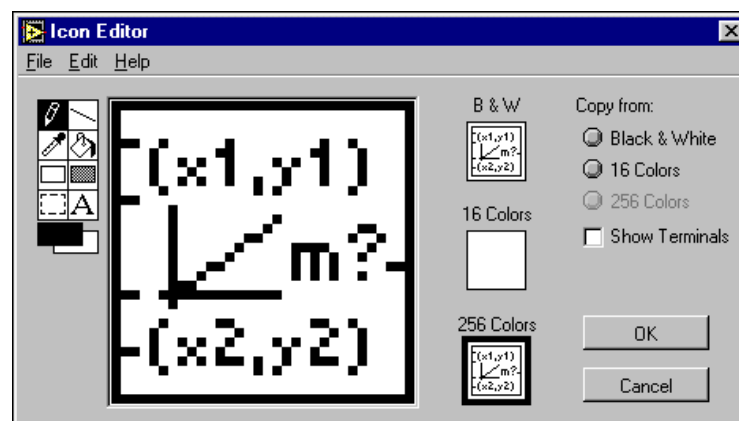 Icon Editor
File Edit Help
B & W
Copy from:
Black & White
16 Colors
256 Colors
Show Terminals
(x1,y1)
m?
(x2,y2)
A
(x1,y1)
m?
(x2,y2)
16 Colors
256 Colors
(x1,y1)
m?
(x2,y2)
OK
Cancel